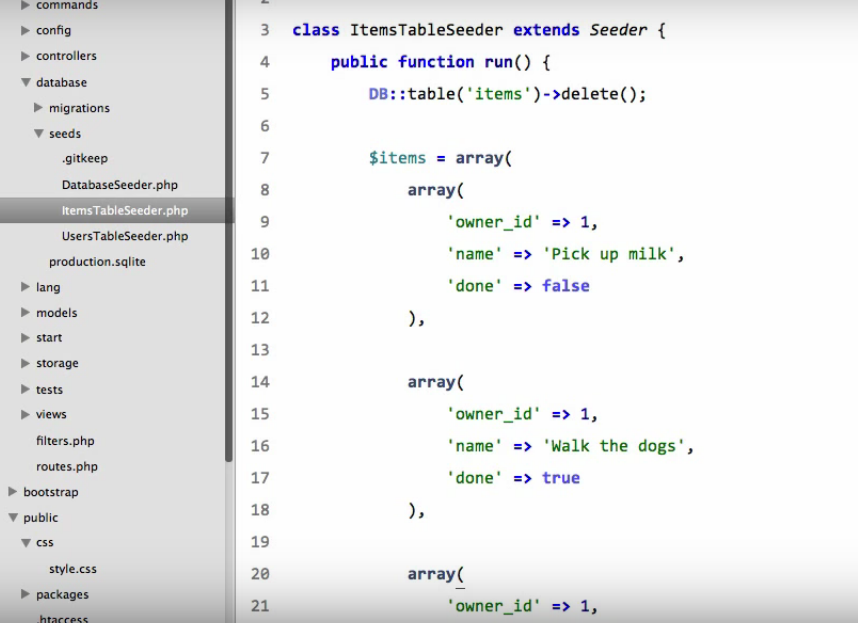 commands
config
controllers
database
migrations
seeds
.gitkeep
DatabaseSeeder.php
ItemsTableSeeder.php
UsersTableSeeder.php
production.sqlite
lang
models
start
storage
tests
views
filters.php
routes.php
bootstrap
public
css
style.css
packages
.htaccess
2
3 class ItemsTableSeeder extends Seeder {
4 public function run() {
5 DB::table('items')->delete();
6
7 $items = array(
8 array(
9 'owner_id' => 1,
10 'name' => 'Pick up milk',
11 'done' => false
12 ),
13
14 array(
15 'owner_id' => 1,
16 'name' => 'Walk the dogs',
17 'done' => true
18 ),
19
20 array(
21 'owner_id' => 1,